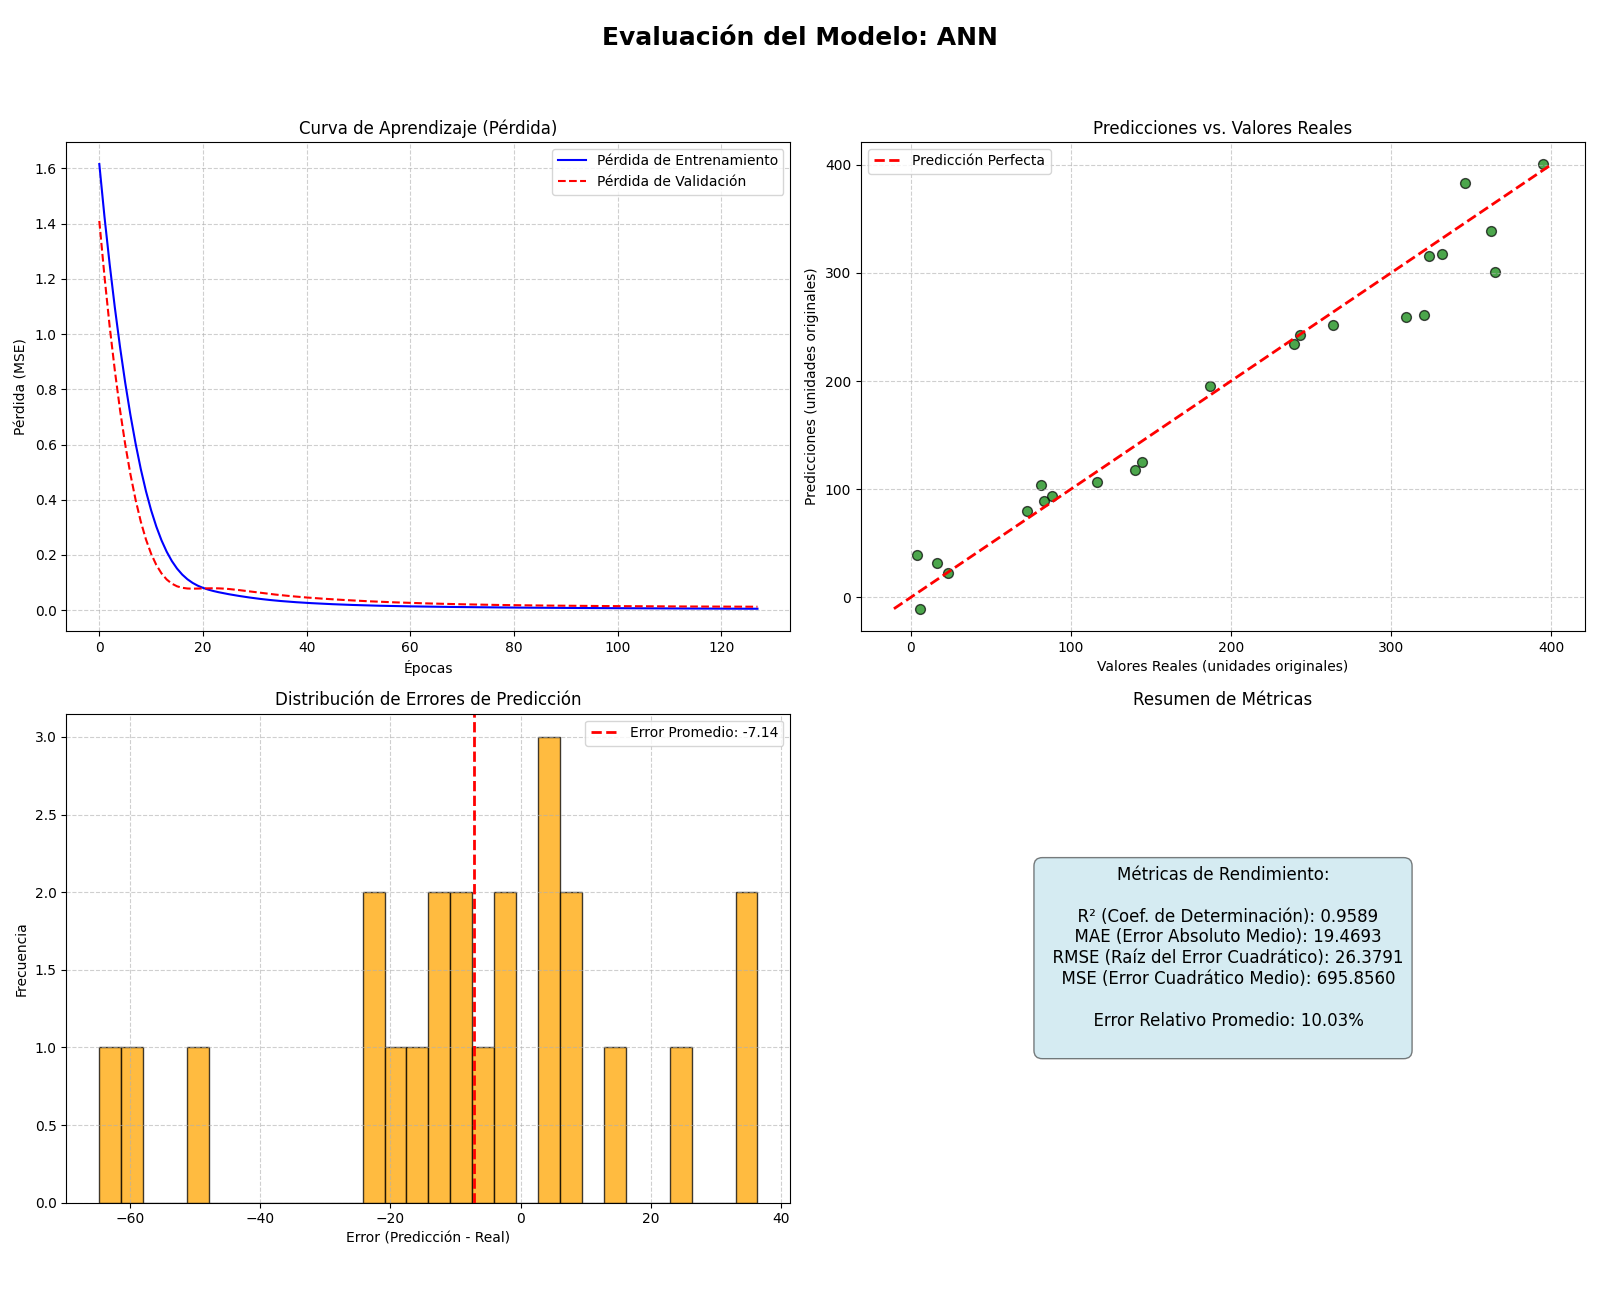 Evaluación del Modelo: ANN
Curva de Aprendizaje (Pérdida)
Pérdida de Entrenamiento
Pérdida de Validación
Pérdida (MSE)
1.6
1.4
1.2
1.0
0.8
0.6
0.4
0.2
0.0
0 20 40 60 80 100 120
Épocas
Predicciones vs. Valores Reales
Predicción Perfecta
Predicciones (unidades originales)
400
300
200
100
0
0 100 200 300 400
Valores Reales (unidades originales)
Distribución de Errores de Predicción
Error Promedio: -7.14
Frecuencia
3.0
2.5
2.0
1.5
1.0
0.5
0.0
−60 −40 −20 0 20 40
Error (Predicción - Real)
Resumen de Métricas
Métricas de Rendimiento:
R² (Coef. de Determinación): 0.9589
MAE (Error Absoluto Medio): 19.4693
RMSE (Raíz del Error Cuadrático): 26.3791
MSE (Error Cuadrático Medio): 695.8560
Error Relativo Promedio: 10.03%